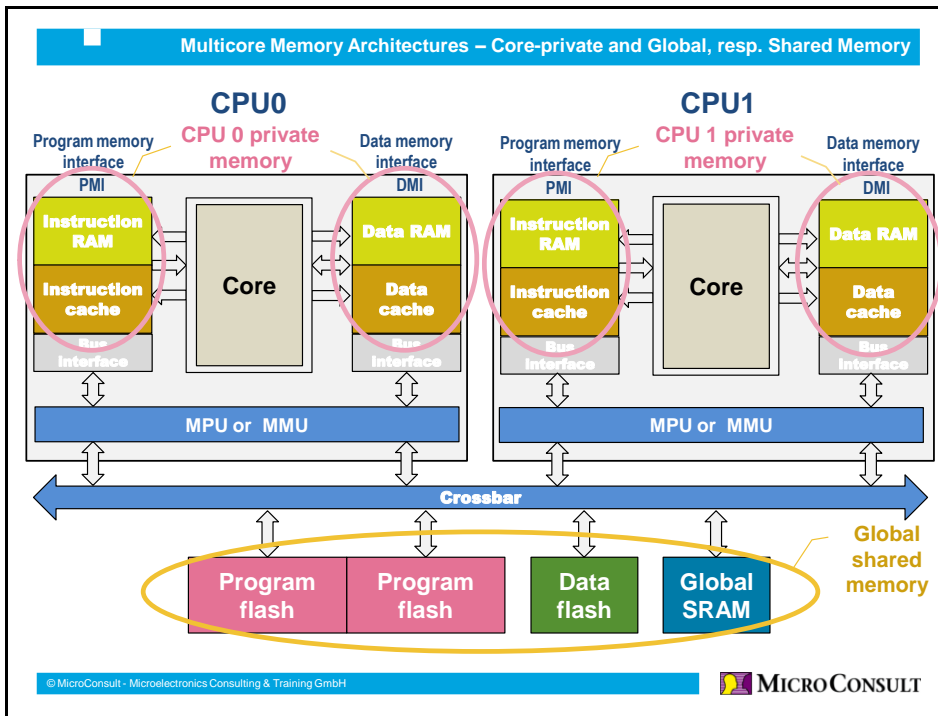 Multicore Memory Architectures – Core-private and Global, resp. Shared Memory
CPU0
CPU1
Program memory
interface
PMI
CPU 0 private
memory
Data memory
interface
DMI
Program memory
interface
PMI
CPU 1 private
memory
Data memory
interface
DMI
Instruction
RAM
Instruction
cache
Bus
interface
Core
Data RAM
Data
cache
Bus
interface
Instruction
RAM
Instruction
cache
Bus
interface
Core
Data RAM
Data
cache
Bus
interface
MPU or MMU
MPU or MMU
Crossbar
Program
flash
Program
flash
Data
flash
Global
SRAM
Global
shared
memory
© MicroConsult - Microelectronics Consulting & Training GmbH
MICROCONSULT